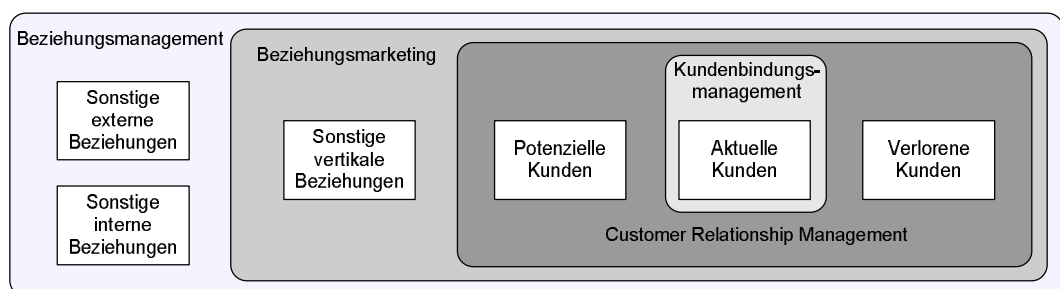 Beziehungsmanagement
Sonstige
externe
Beziehungen
Sonstige
interne
Beziehungen
Beziehungsmarketing
Sonstige
vertikale
Beziehungen
Kundenbindungs-
management
Potenzielle
Kunden
Aktuelle
Kunden
Verlorene
Kunden
Customer Relationship Management